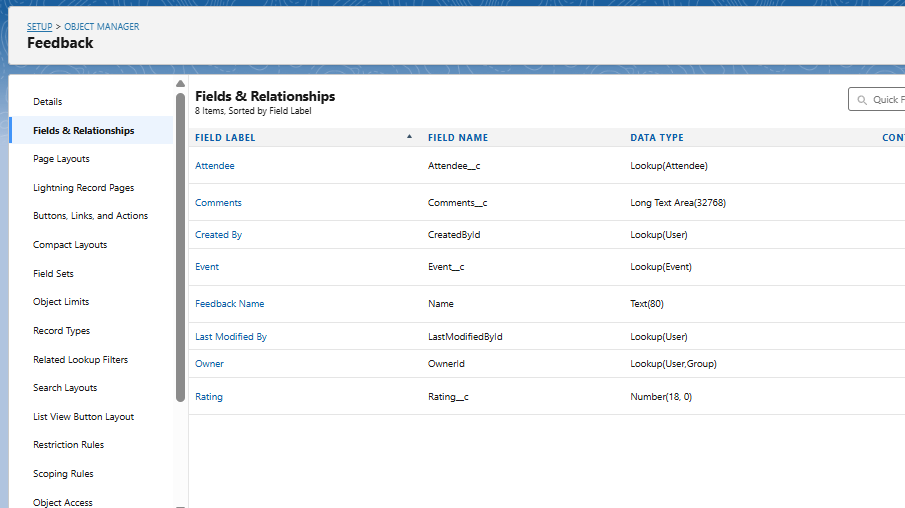 SETUP > OBJECT MANAGER
Feedback
Details
Fields & Relationships
Page Layouts
Lightning Record Pages
Buttons, Links, and Actions
Compact Layouts
Field Sets
Object Limits
Record Types
Related Lookup Filters
Search Layouts
List View Button Layout
Restriction Rules
Scoping Rules
Object Access
Fields & Relationships
8 Items, Sorted by Field Label
Quick F
FIELD LABEL FIELD NAME DATA TYPE CONT
Attendee Attendee__c Lookup(Attendee)
Comments Comments__c Long Text Area(32768)
Created By CreatedById Lookup(User)
Event Event__c Lookup(Event)
Feedback Name Name Text(80)
Last Modified By LastModifiedById Lookup(User)
Owner OwnerId Lookup(User,Group)
Rating Rating__c Number(18, 0)